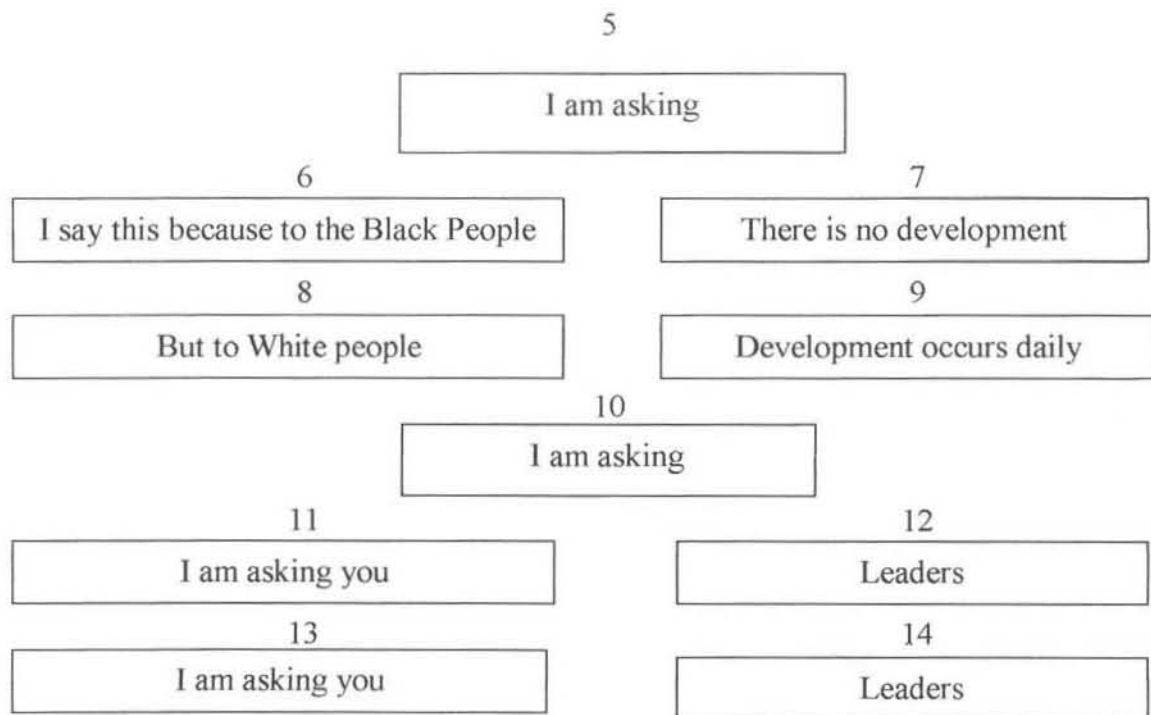 5
I am asking
6 7
I say this because to the Black People There is no development
8 9
But to White people Development occurs daily
10
I am asking
11 12
I am asking you Leaders
13 14
I am asking you Leaders